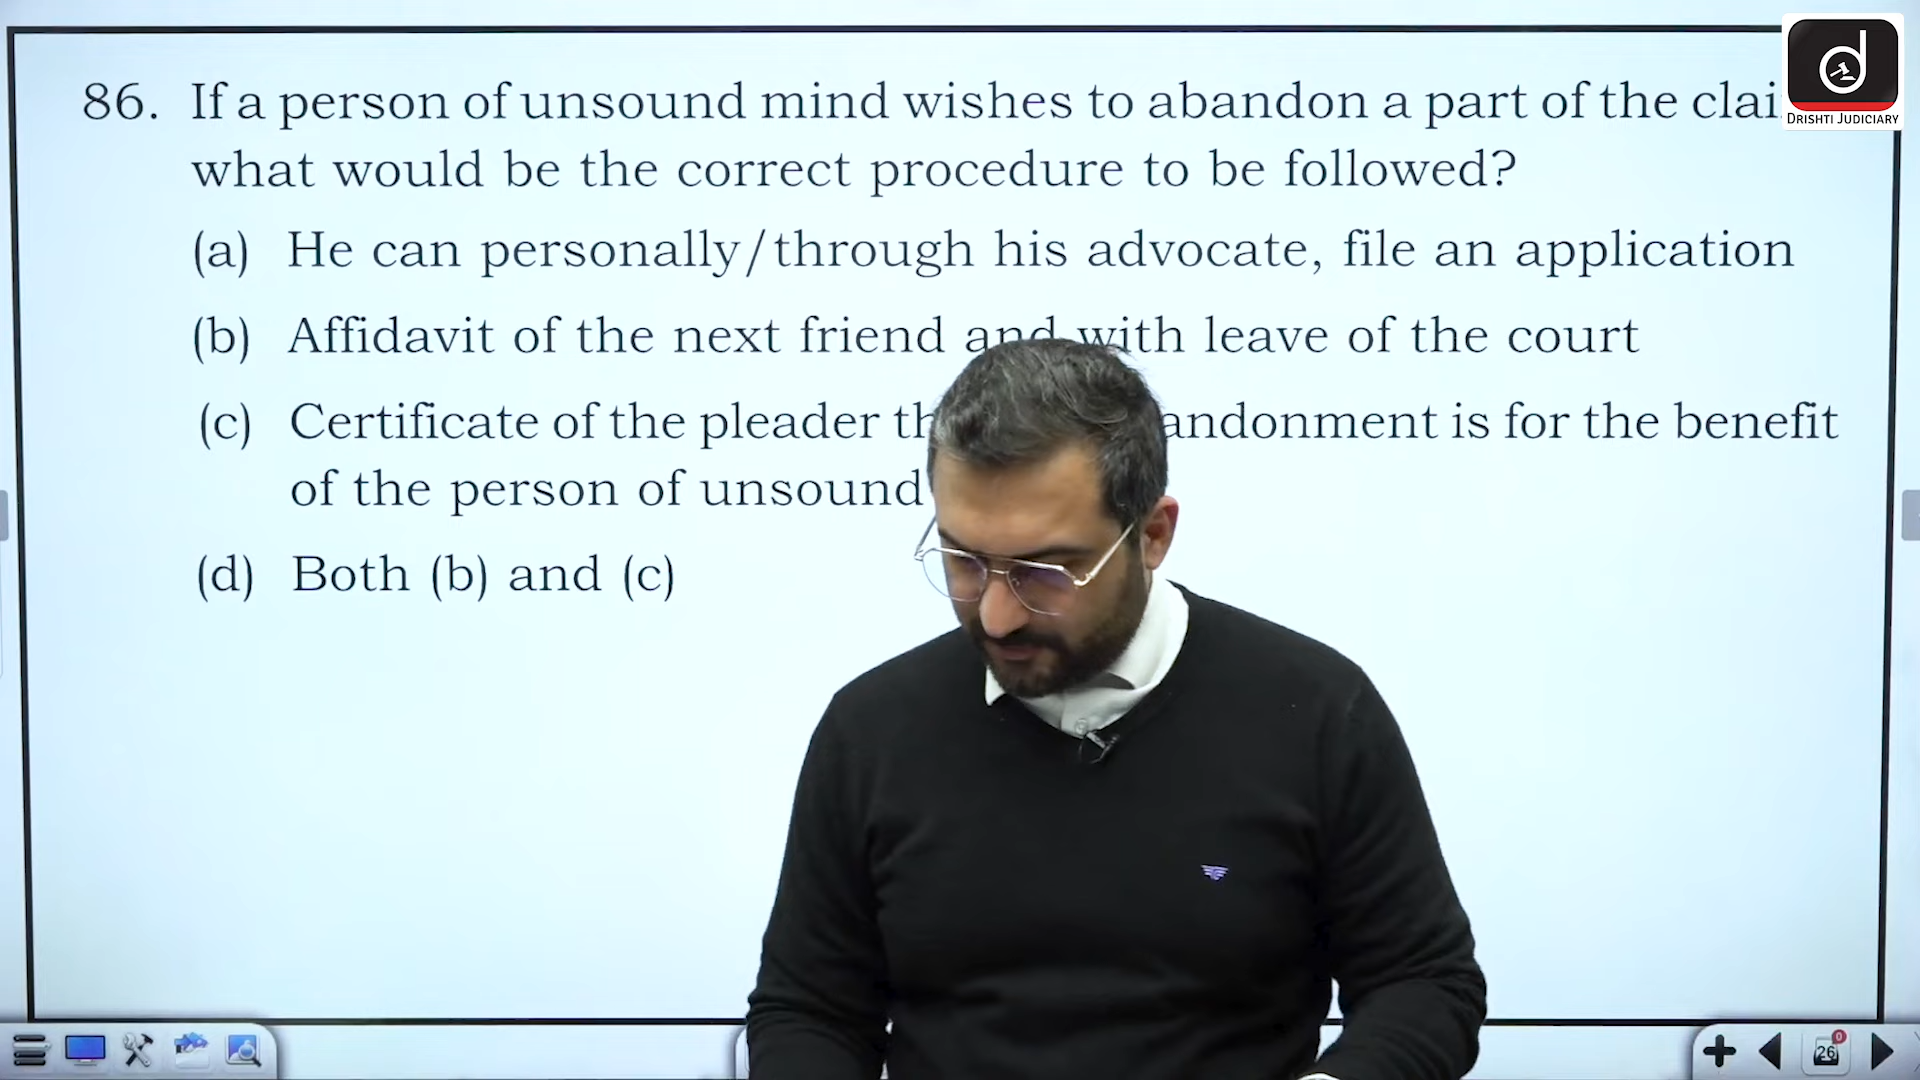 86. If a person of unsound mind wishes to abandon a part of the
what would be the correct procedure to be followed?
(a) He can personally/through his advocate, file an application
(b) Affidavit of the next friend and with leave of the court
(c) Certificate of the pleader is for the benefit
of the person of unsound
(d) Both (b) and (c)
d
DRISHTI JUDICIARY
26
0